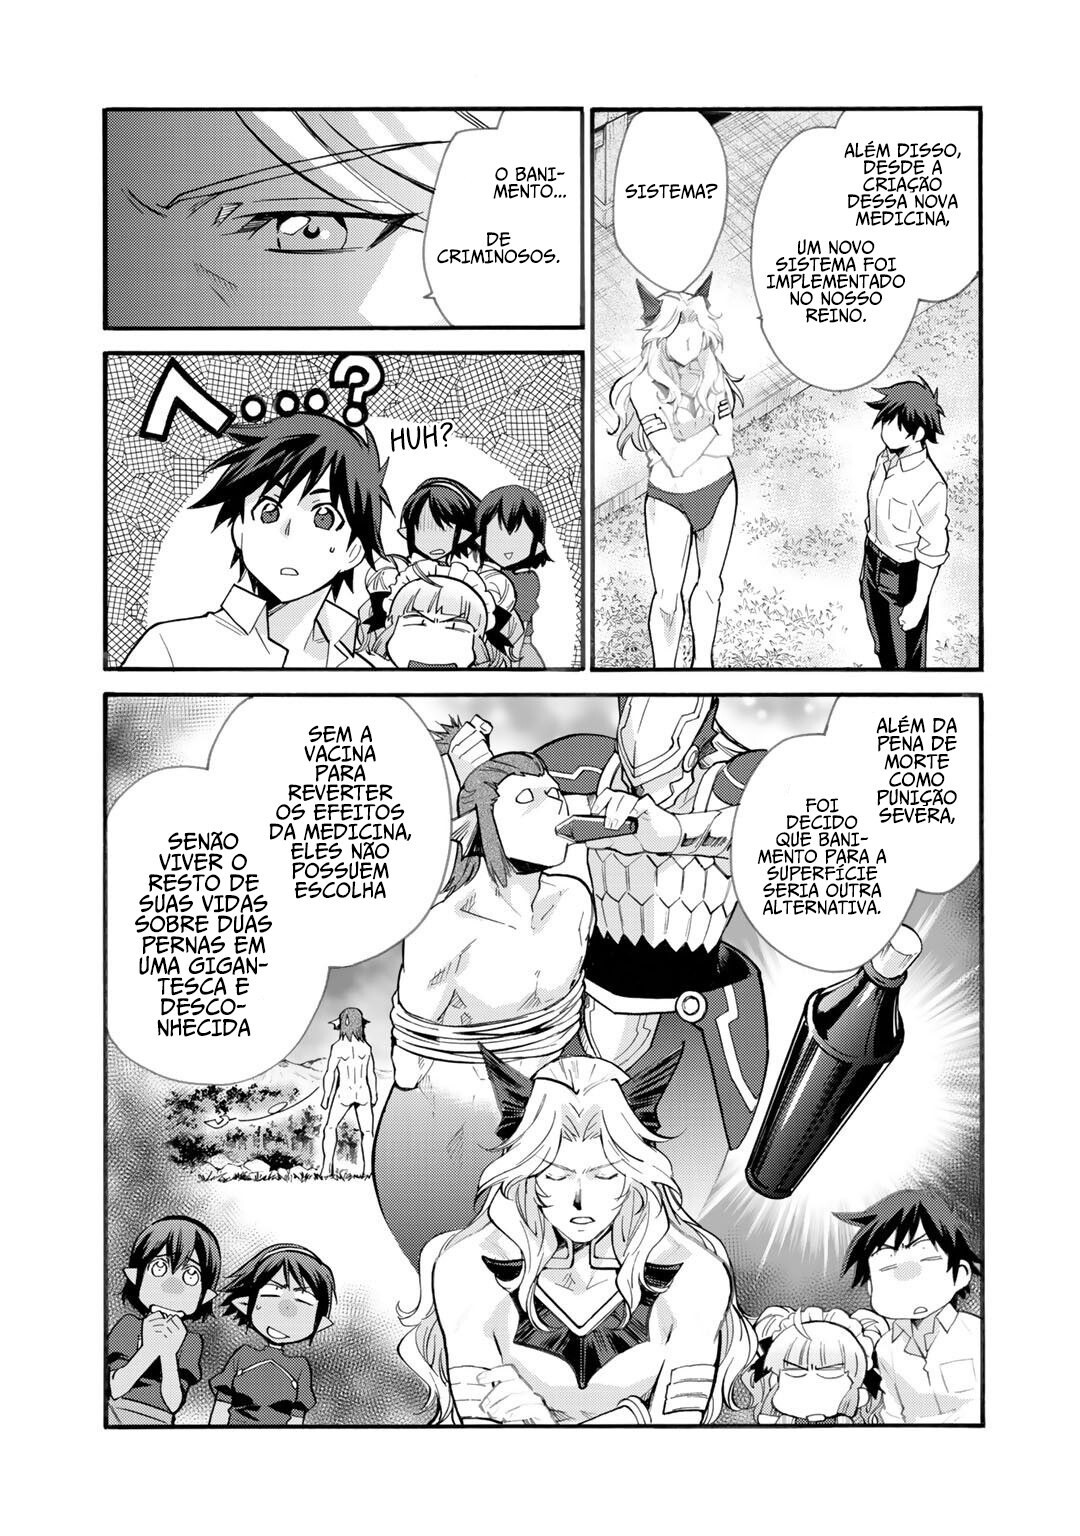 ALÉM DISSO,
DESDE A
CRIAÇÃO
DESSA NOVA
MEDICINA,
UM NOVO
SISTEMA FOI
IMPLEMENTADO
NO NOSSO
REINO.
SISTEMA?
O BANI-
MENTO...
DE
CRIMINOSOS.
へ...?
HUH?
ALÉM DA
PENA DE
MORTE
COMO
PUNIÇÃO
SEVERA,
FOI
DECIDO
QUE BANI-
MENTO PARA A
SUPERFÍCIE
SERIA OUTRA
ALTERNATIVA.
SEM A
VACINA
PARA
REVERTER
OS EFEITOS
DA MEDICINA,
ELES NÃO
POSSUEM
ESCOLHA
SENÃO
VIVER O
RESTO DE
SUAS VIDAS
SOBRE DUAS
PERNAS EM
UMA GIGAN-
TESCA E
DESCO-
NHECIDA